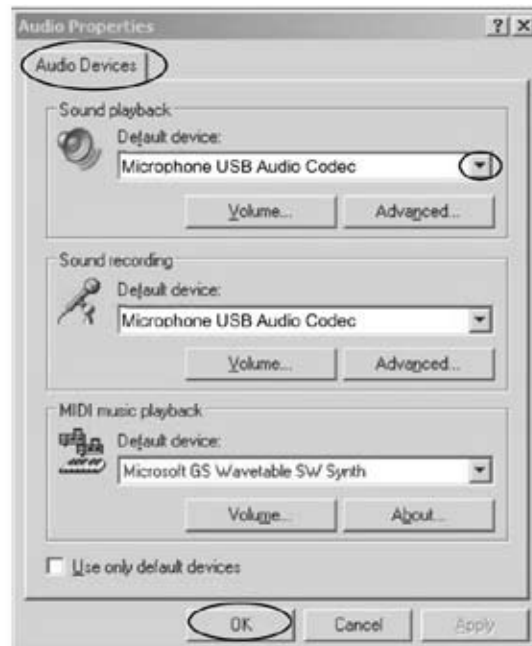 Audio Properties
? X
Audio Devices
Sound playback
Default device:
Microphone USB Audio Codec
Volume... Advanced...
Sound recording
Default device:
Microphone USB Audio Codec
Volume... Advanced...
MIDI music playback
Default device:
Microsoft GS Wavetable SW Synth
Volume... About...
Use only default devices
OK Cancel Apply